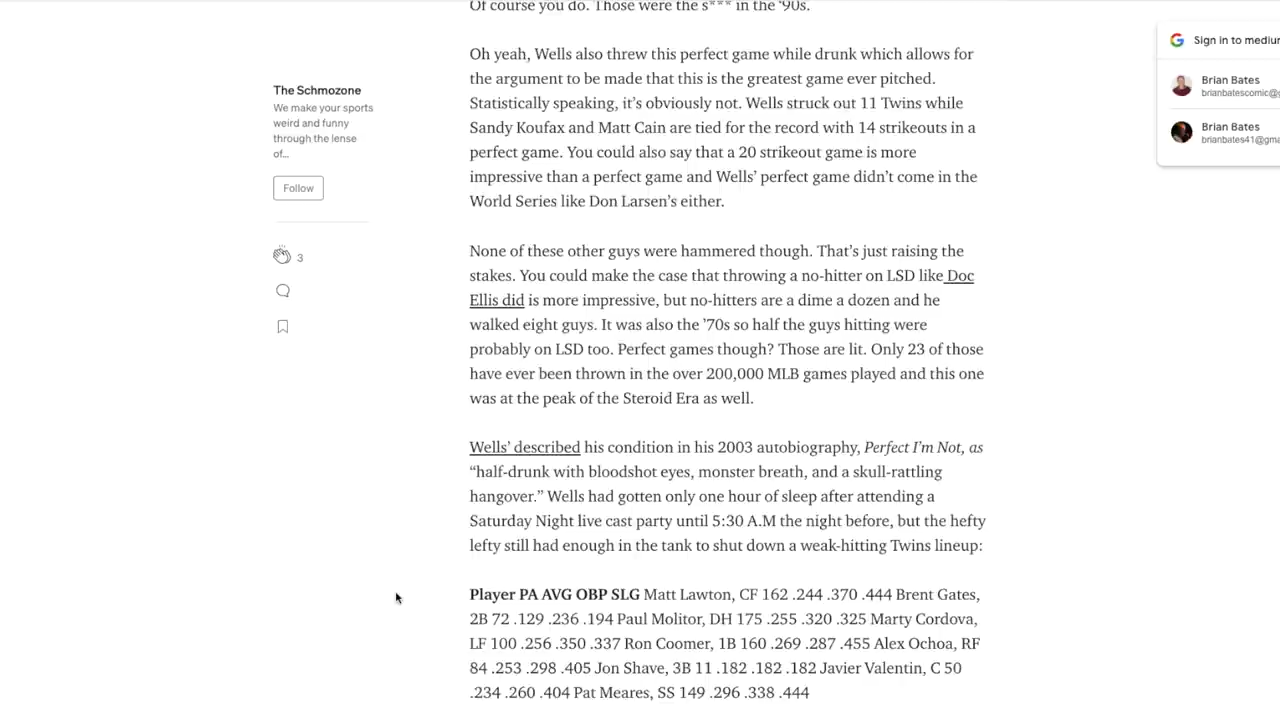 Of course you do. Those were the s*** in the '90s.
Oh yeah, Wells also threw this perfect game while drunk which allows for
the argument to be made that this is the greatest game ever pitched.
Statistically speaking, it's obviously not. Wells struck out 11 Twins while
Sandy Koufax and Matt Cain are tied for the record with 14 strikeouts in a
perfect game. You could also say that a 20 strikeout game is more
impressive than a perfect game and Wells' perfect game didn't come in the
World Series like Don Larsen's either.
None of these other guys were hammered though. That's just raising the
stakes. You could make the case that throwing a no-hitter on LSD like Doc
Ellis did is more impressive, but no-hitters are a dime a dozen and he
walked eight guys. It was also the '70s so half the guys hitting were
probably on LSD too. Perfect games though? Those are lit. Only 23 of those
have ever been thrown in the over 200,000 MLB games played and this one
was at the peak of the Steroid Era as well.
Wells' described his condition in his 2003 autobiography, Perfect I'm Not, as
“half-drunk with bloodshot eyes, monster breath, and a skull-rattling
hangover.” Wells had gotten only one hour of sleep after attending a
Saturday Night live cast party until 5:30 A.M the night before, but the hefty
lefty still had enough in the tank to shut down a weak-hitting Twins lineup:
Player PA AVG OBP SLG Matt Lawton, CF 162 .244 .370 .444 Brent Gates,
2B 72 .129 .236 .194 Paul Molitor, DH 175 .255 .320 .325 Marty Cordova,
LF 100 .256 .350 .337 Ron Coomer, 1B 160 .269 .287 .455 Alex Ochoa, RF
84 .253 .298 .405 Jon Shave, 3B 11 .182 .182 .182 Javier Valentin, C 50
.234 .260 .404 Pat Meares, SS 149 .296 .338 .444
The Schmozone
We make your sports
weird and funny
through the lense
of...
Follow
3
Sign in to medium
Brian Bates
brianbatescomic@g
Brian Bates
brianbates41@gma